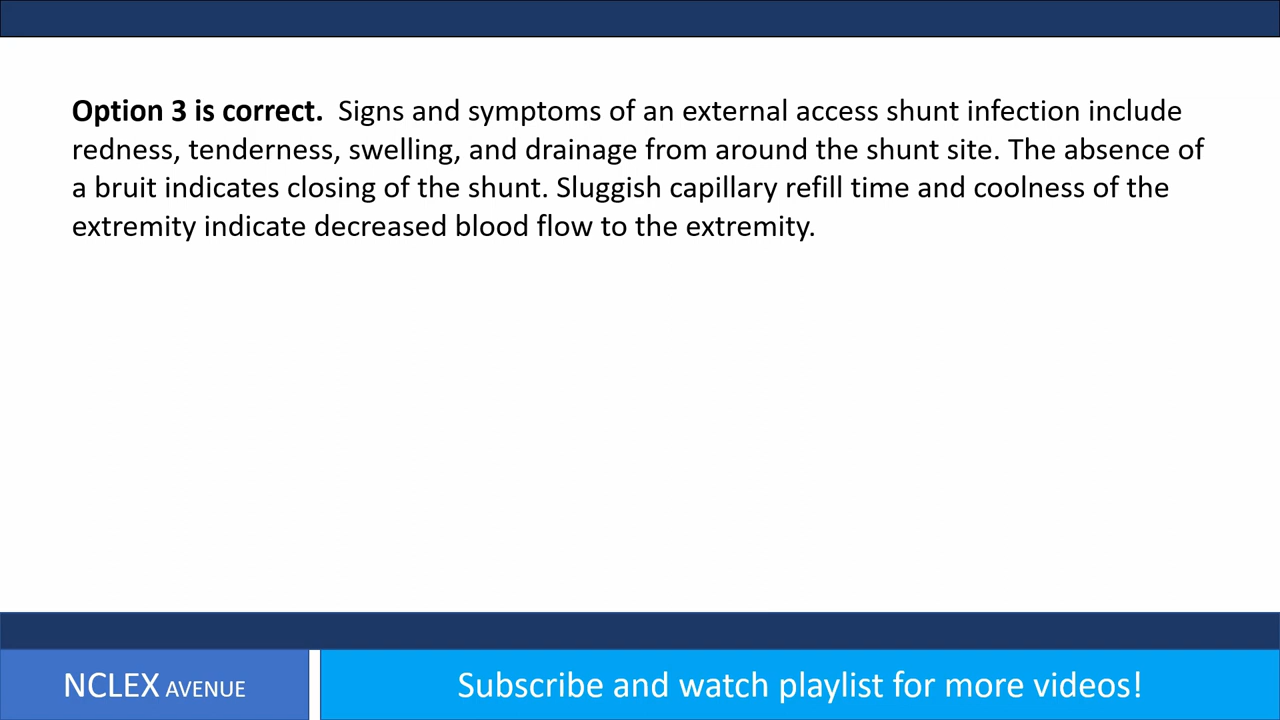 Option 3 is correct.  Signs and symptoms of an external access shunt infection include
redness, tenderness, swelling, and drainage from around the shunt site. The absence of
a bruit indicates closing of the shunt. Sluggish capillary refill time and coolness of the
extremity indicate decreased blood flow to the extremity.
NCLEX AVENUE
Subscribe and watch playlist for more videos!